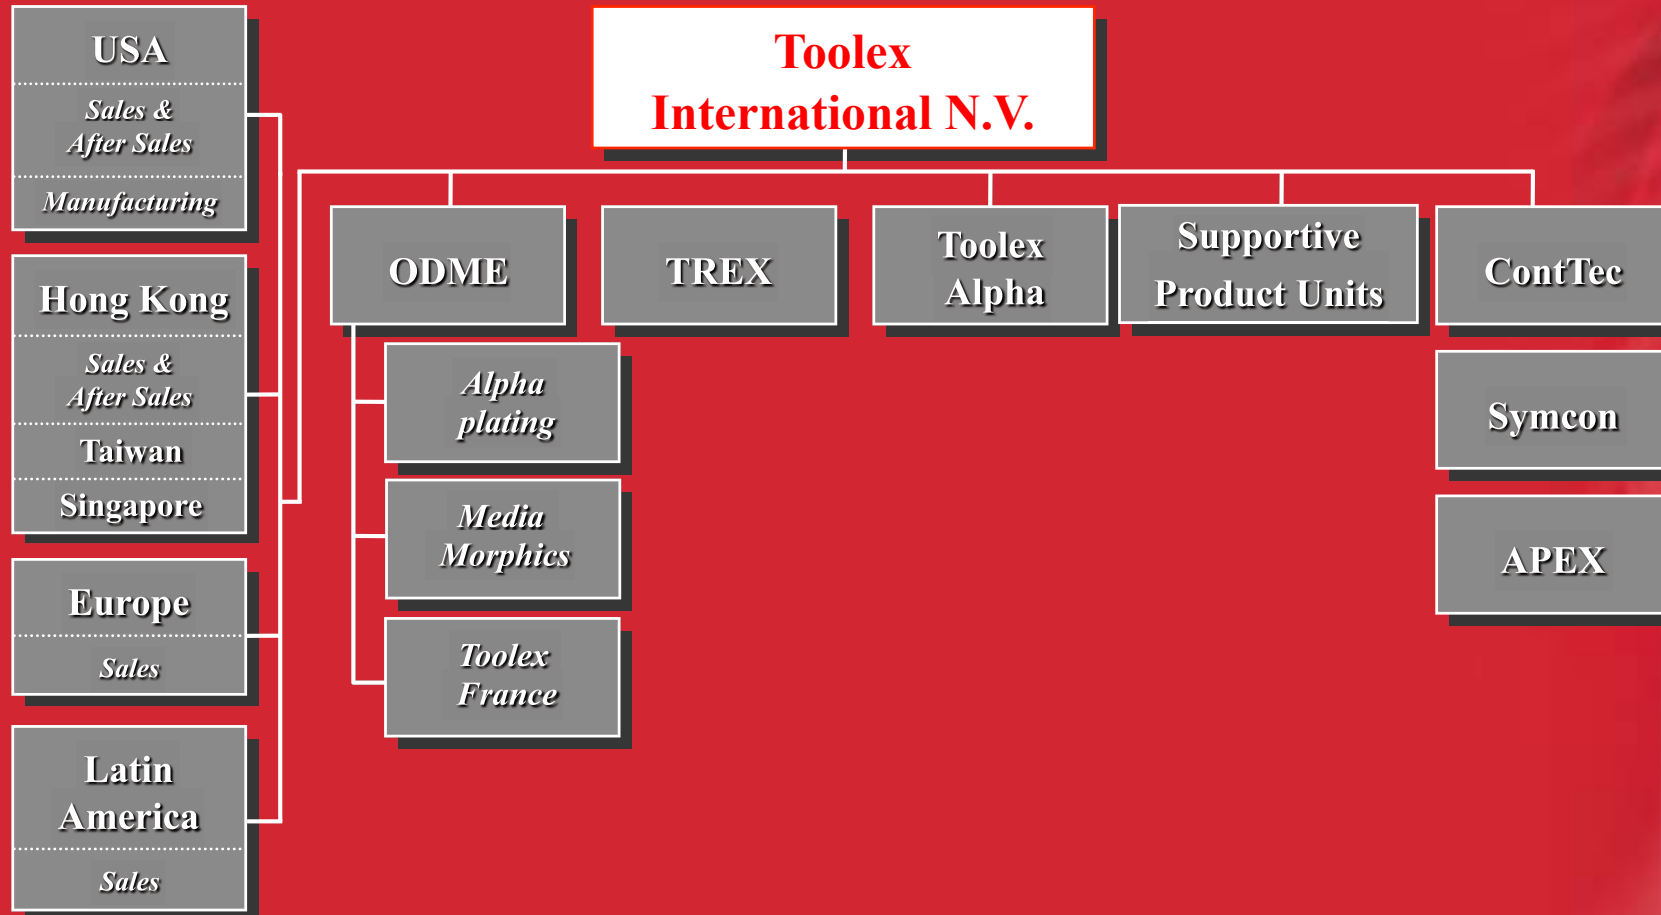 Toolex
International N.V.
USA
Sales &
After Sales
Manufacturing
Hong Kong
Sales &
After Sales
Taiwan
Singapore
Europe
Sales
Latin
America
Sales
ODME
Alpha
plating
Media
Morphics
Toolex
France
TREX
Toolex
Alpha
Supportive
Product Units
ContTec
Symcon
APEX